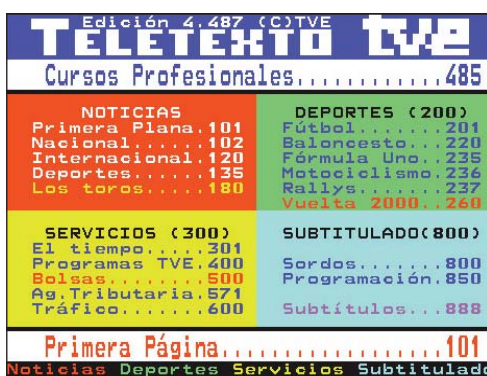 Edición 4.487 (C)TVE
TELETEXTO tve
Cursos Profesionales............485
NOTICIAS
Primera Plana.101
Nacional......102
Internacional.120
Deportes......135
Los toros.....180
DEPORTES (200)
Fútbol.......201
Baloncesto...220
Fórmula Uno..235
Motociclismo.236
Rallys.......237
Vuelta 2000..260
SERVICIOS (300)
El tiempo.....301
Programas TVE.400
Bolsas........500
Ag.Tributaria.571
Tráfico.......600
SUBTITULADO(800)
Sordos.......800
Programación.850
Subtítulos...888
Primera Página.................101
Noticias Deportes Servicios Subtitulado